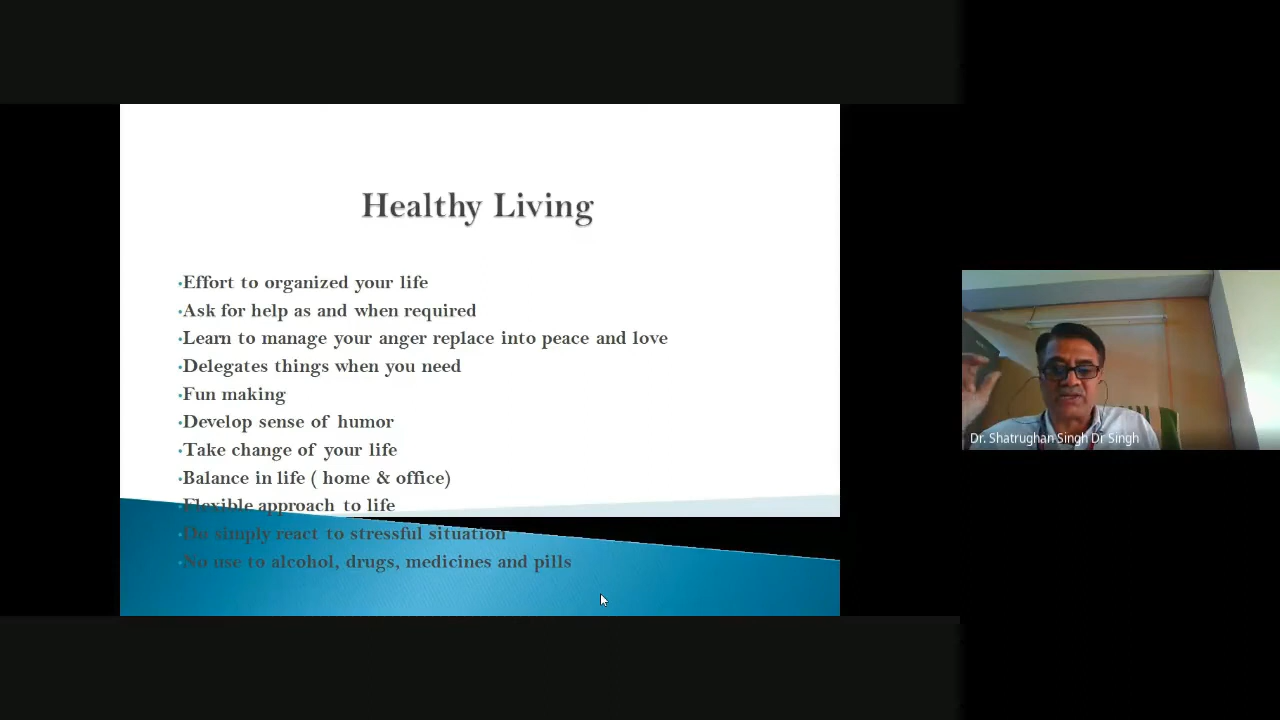 Healthy Living
•Effort to organized your life
•Ask for help as and when required
•Learn to manage your anger replace into peace and love
•Delegates things when you need
•Fun making
•Develop sense of humor
•Take change of your life
•Balance in life ( home & office)
•Flexible approach to life
•Do simply react to stressful situation
•No use to alcohol, drugs, medicines and pills
Dr. Shatrughan Singh Dr Singh